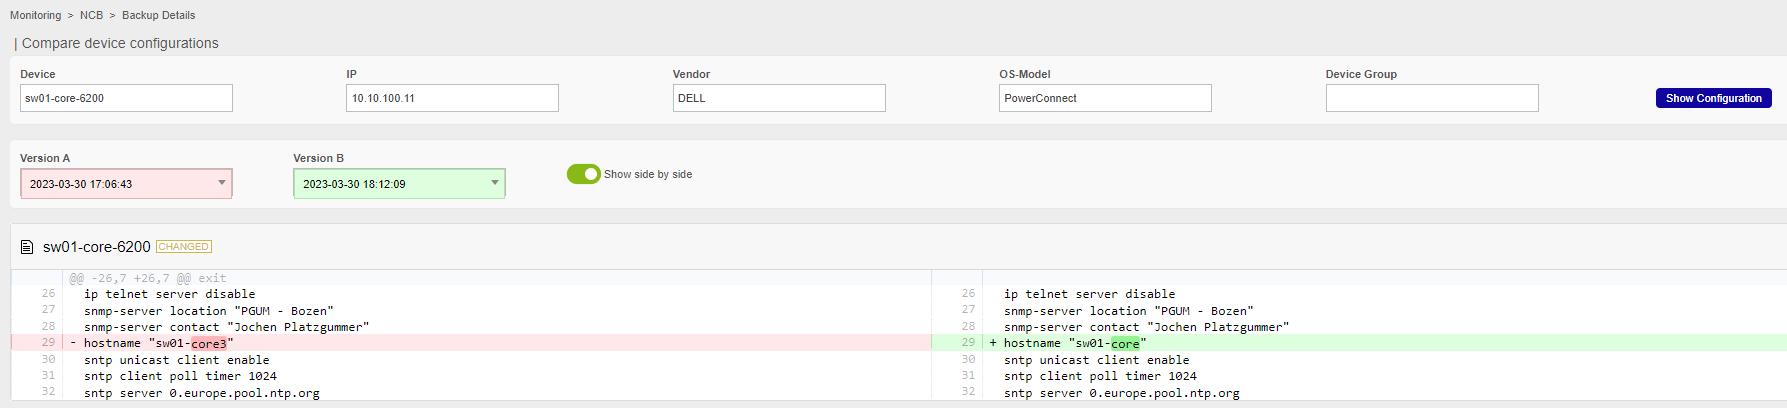 Monitoring > NCB > Backup Details
| Compare device configurations
Device IP Vendor OS-Model Device Group
sw01-core-6200 10.10.100.11 DELL PowerConnect Show Configuration
Version A Version B
2023-03-30 17:06:43 2023-03-30 18:12:09 Show side by side
sw01-core-6200 CHANGED
@@ -26,7 +26,7 @@ exit
26 ip telnet server disable 26 ip telnet server disable
27 snmp-server location "PGUM - Bozen" 27 snmp-server location "PGUM - Bozen"
28 snmp-server contact "Jochen Platzgummer" 28 snmp-server contact "Jochen Platzgummer"
29 - hostname "sw01-core3" 29 + hostname "sw01-core"
30 sntp unicast client enable 30 sntp unicast client enable
31 sntp client poll timer 1024 31 sntp client poll timer 1024
32 sntp server 0.europe.pool.ntp.org 32 sntp server 0.europe.pool.ntp.org